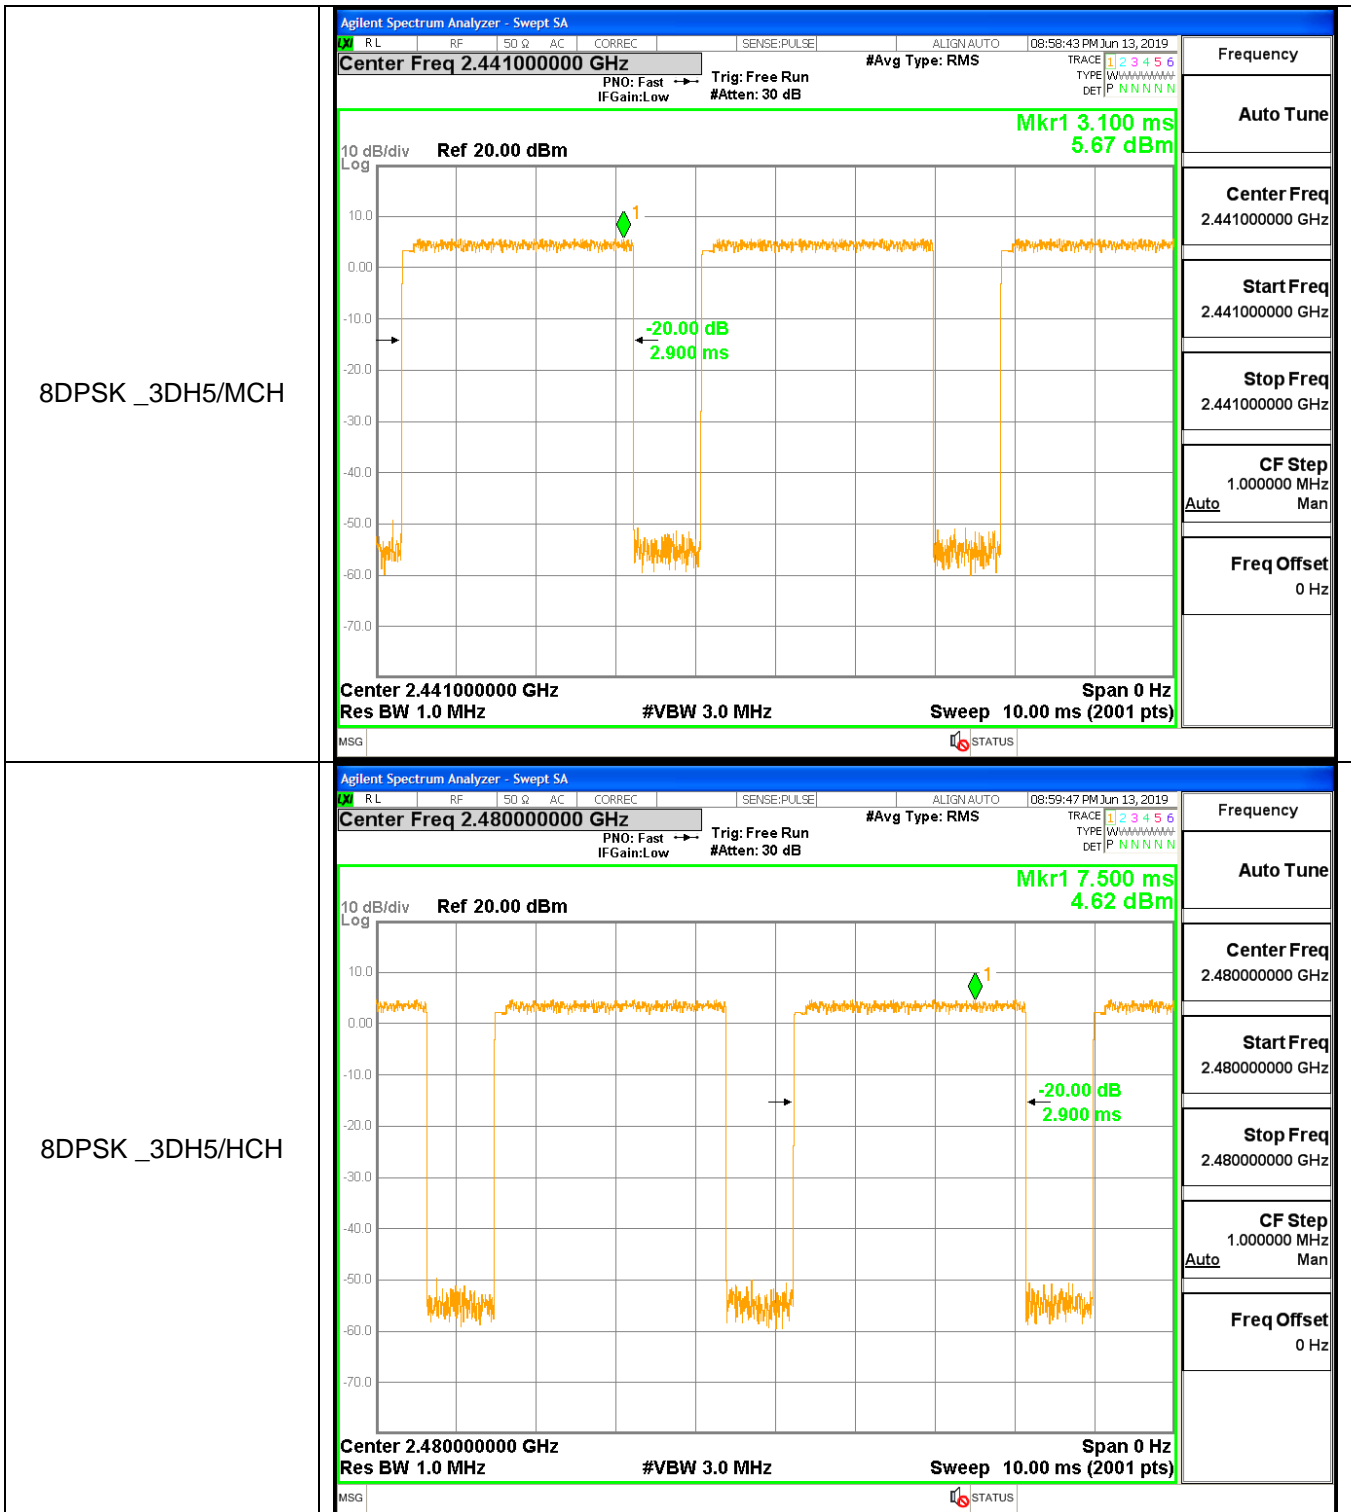 8DPSK _3DH5/MCH
Agilent Spectrum Analyzer - Swept SA
LXI RL RF 50 Ω AC CORREC SENSE:PULSE ALIGN AUTO 08:58:43 PM Jun 13, 2019
Center Freq 2.441000000 GHz
PNO: Fast
IFGain:Low
Trig: Free Run
#Atten: 30 dB
#Avg Type: RMS
TRACE 1 2 3 4 5 6
TYPE
DET P N N N N N
Mkr1 3.100 ms
5.67 dBm
10 dB/div Ref 20.00 dBm
Log
10.0
0.00
-10.0
-20.0
-30.0
-40.0
-50.0
-60.0
-70.0
1
-20.00 dB
2.900 ms
Center 2.441000000 GHz Span 0 Hz
Res BW 1.0 MHz #VBW 3.0 MHz Sweep 10.00 ms (2001 pts)
MSG STATUS
Frequency
Auto Tune
Center Freq
2.441000000 GHz
Start Freq
2.441000000 GHz
Stop Freq
2.441000000 GHz
CF Step
1.000000 MHz
Auto Man
Freq Offset
0 Hz
8DPSK _3DH5/HCH
Agilent Spectrum Analyzer - Swept SA
LXI RL RF 50 Ω AC CORREC SENSE:PULSE ALIGN AUTO 08:59:47 PM Jun 13, 2019
Center Freq 2.480000000 GHz
PNO: Fast
IFGain:Low
Trig: Free Run
#Atten: 30 dB
#Avg Type: RMS
TRACE 1 2 3 4 5 6
TYPE
DET P N N N N N
Mkr1 7.500 ms
4.62 dBm
10 dB/div Ref 20.00 dBm
Log
10.0
0.00
-10.0
-20.0
-30.0
-40.0
-50.0
-60.0
-70.0
1
-20.00 dB
2.900 ms
Center 2.480000000 GHz Span 0 Hz
Res BW 1.0 MHz #VBW 3.0 MHz Sweep 10.00 ms (2001 pts)
MSG STATUS
Frequency
Auto Tune
Center Freq
2.480000000 GHz
Start Freq
2.480000000 GHz
Stop Freq
2.480000000 GHz
CF Step
1.000000 MHz
Auto Man
Freq Offset
0 Hz